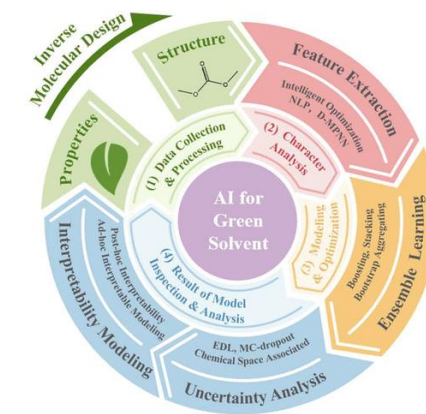 Inverse
Molecular Design
Structure
Properties
Feature Extraction
Intelligent Optimization
NLP, D-MPNN
Ensemble Learning
Boosting, Stacking
Bootstrap Aggregating
Uncertainty Analysis
EDL, MC-dropout
Chemical Space Associated
Interpretability Modeling
Post-hoc Interpretability
Ad-hoc Interpretable Modeling
(1) Data Collection
& Processing
(2) Character
Analysis
(3) Modeling
& Optimization
(4) Result of Model
Inspection & Analysis
AI for
Green
Solvent
O
O
O